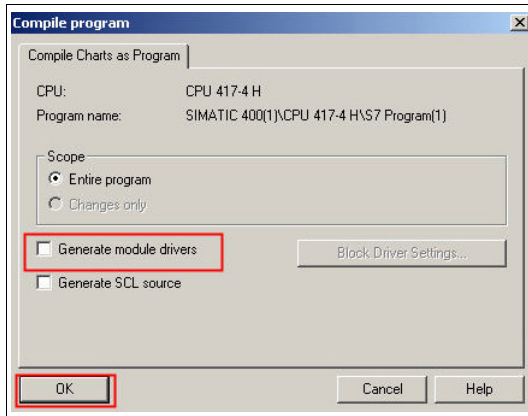 Compile program
Compile Charts as Program
CPU: CPU 417-4 H
Program name: SIMATIC 400(1)\CPU 417-4 H\S7 Program(1)
Scope
Entire program
Changes only
Generate module drivers
Block Driver Settings...
Generate SCL source
OK
Cancel
Help